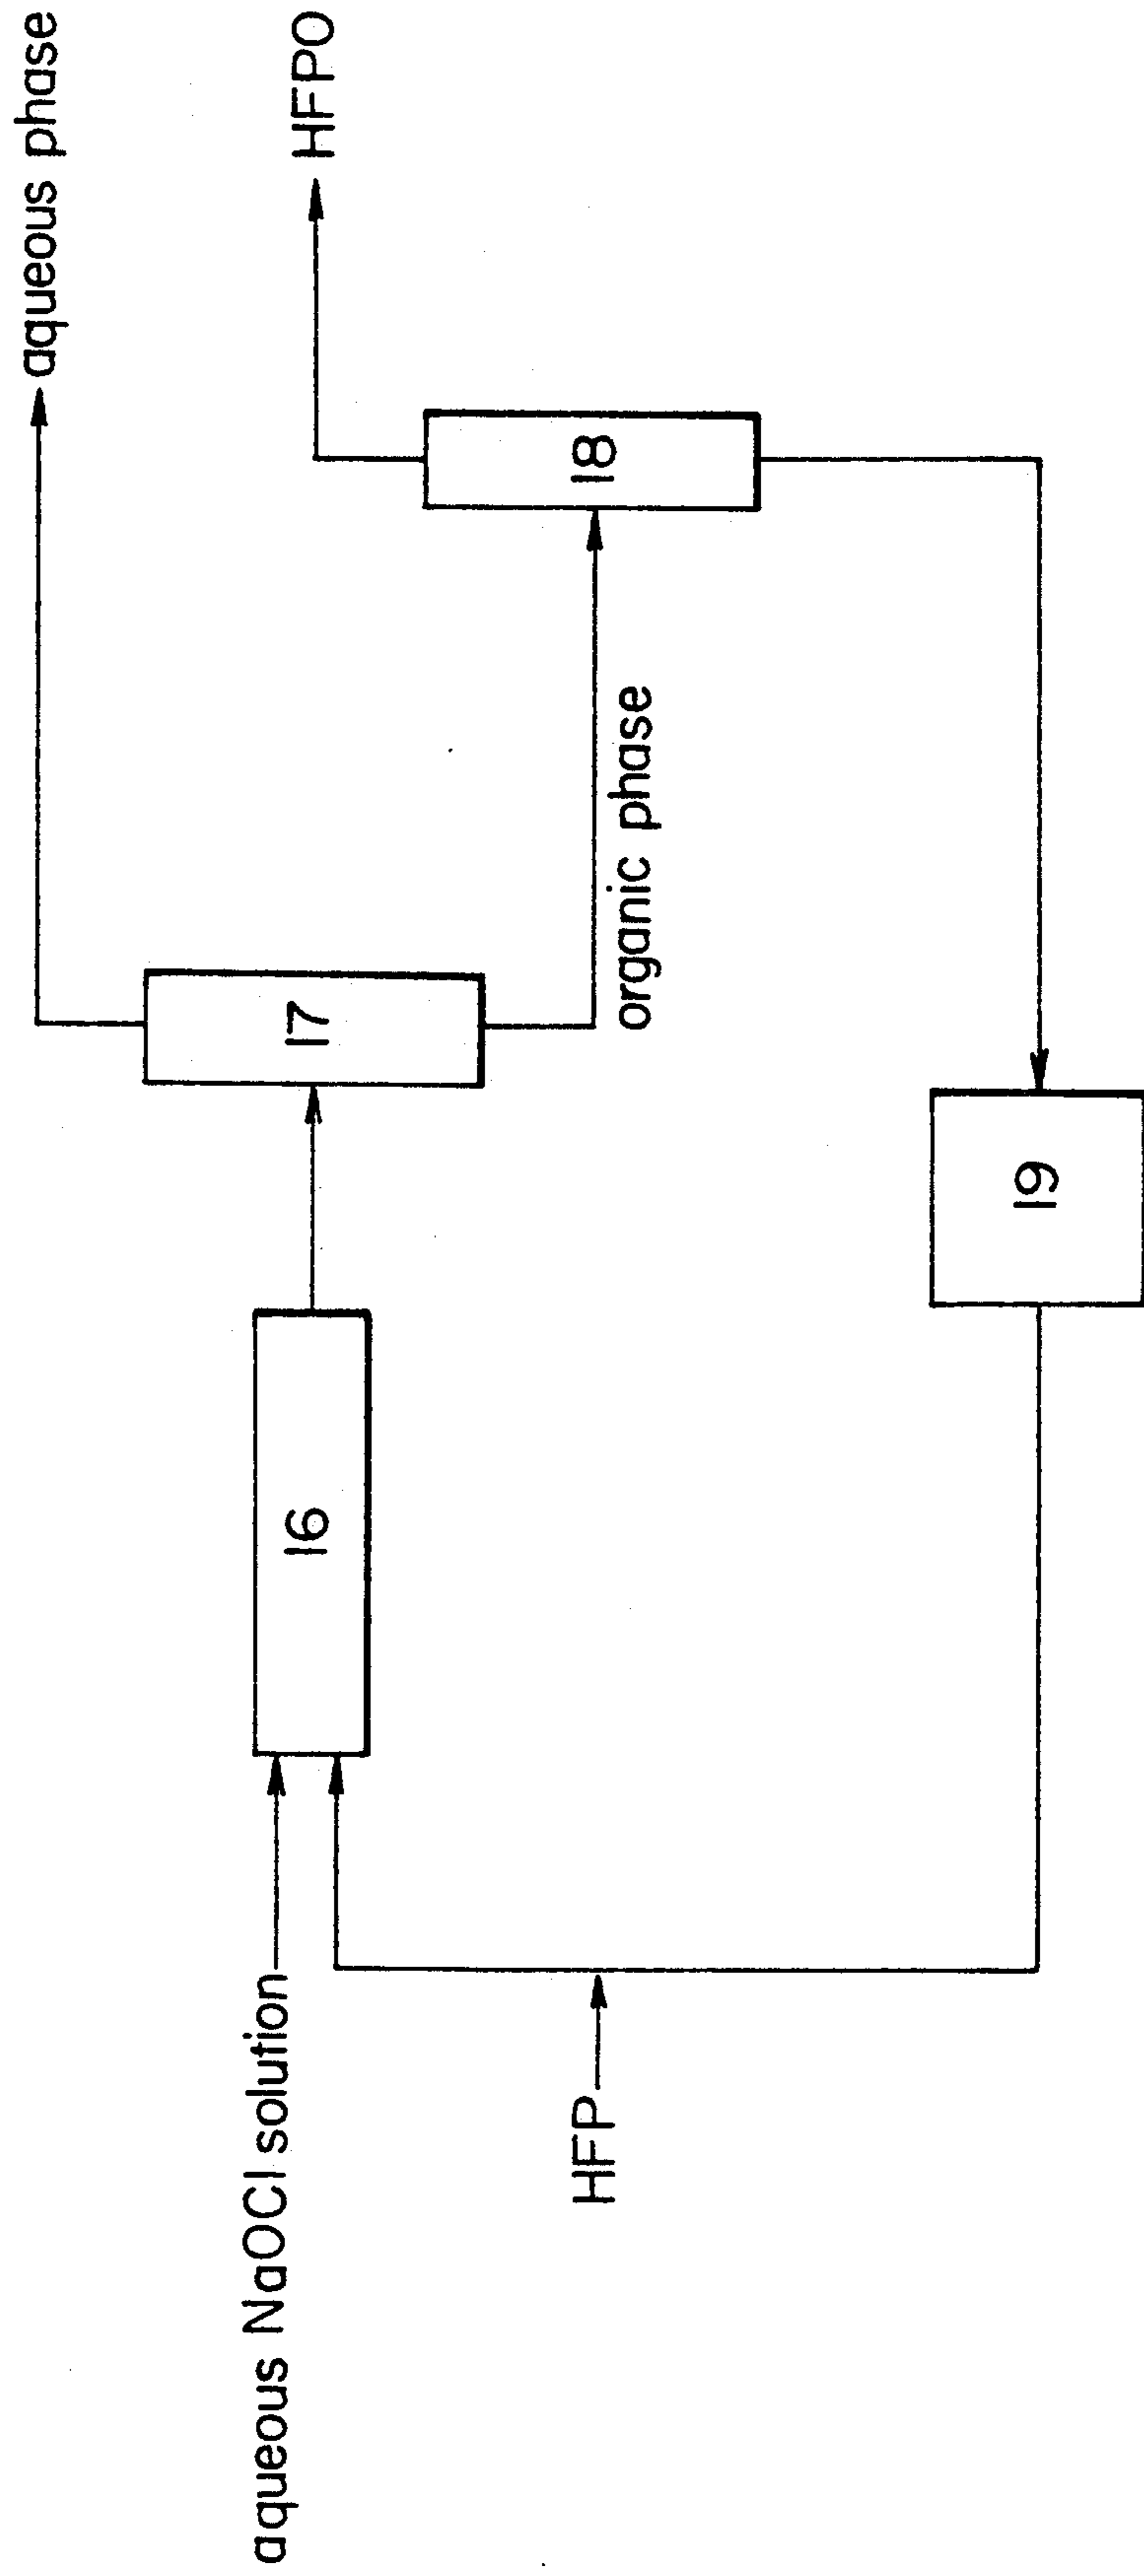 aqueous phase
HFPO
17
18
organic phase
16
aqueous NaOCl solution
HFP
19